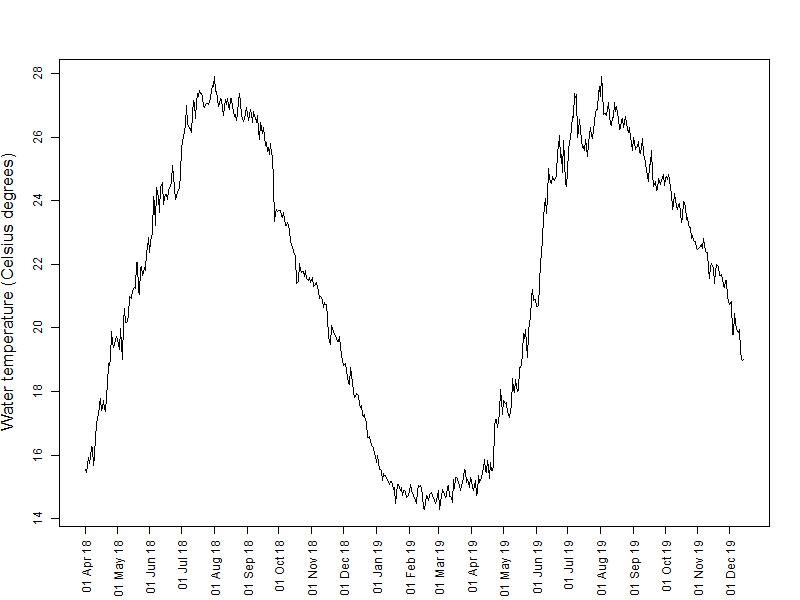 Water temperature (Celsius degrees)
28
26
24
22
20
18
16
14
01 Apr 18
01 May 18
01 Jun 18
01 Jul 18
01 Aug 18
01 Sep 18
01 Oct 18
01 Nov 18
01 Dec 18
01 Jan 19
01 Feb 19
01 Mar 19
01 Apr 19
01 May 19
01 Jun 19
01 Jul 19
01 Aug 19
01 Sep 19
01 Oct 19
01 Nov 19
01 Dec 19